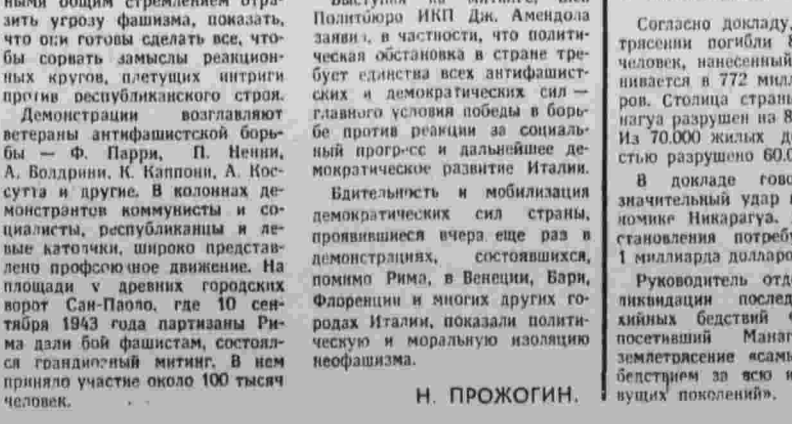 ными общим стремлением отра-
зить угрозу фашизма, показать,
что они готовы сделать все, что-
бы сорвать замыслы реакцион-
ных кругов, плетущих интриги
против республиканского строя.
Демонстрации возглавляют
ветераны антифашистской борь-
бы — Ф. Парри, П. Ненни,
А. Болдрини, К. Каппони, А. Кос-
сутта и другие. В колоннах де-
монстрантов коммунисты и со-
циалисты, республиканцы и ле-
вые католики, широко представ-
лено профсоюзное движение. На
площади у древних городских
ворот Сан-Паоло, где 10 сен-
тября 1943 года партизаны Ри-
ма дали бой фашистам, состоял-
ся грандиозный митинг. В нем
приняло участие около 100 тысяч
человек.
Политбюро ИКП Дж. Амендола
заявил, в частности, что полити-
ческая обстановка в стране тре-
бует единства всех антифашист-
ских и демократических сил —
главного условия победы в борь-
бе против реакции за социаль-
ный прогресс и дальнейшее де-
мократическое развитие Италии.
Бдительность и мобилизация
демократических сил страны,
проявившиеся вчера еще раз в
демонстрациях, состоявшихся,
помимо Рима, в Венеции, Бари,
Флоренции и многих других го-
родах Италии, показали полити-
ческую и моральную изоляцию
неофашизма.
Н. ПРОЖОГИН.
Согласно докладу,
трясении погибли 8
человек, нанесенный
нивается в 772 милл
ров. Столица страны
нагуа разрушен на 8
Из 70.000 жилых д
стью разрушено 60.0
В докладе гово
значительный удар
номике Никарагуа.
становления потребу
1 миллиарда долларо
Руководитель отд
ликвидации послед
хийных бедствий
посетивший Манаг
землетрясение «самы
бедствием за всю и
вущих поколений».